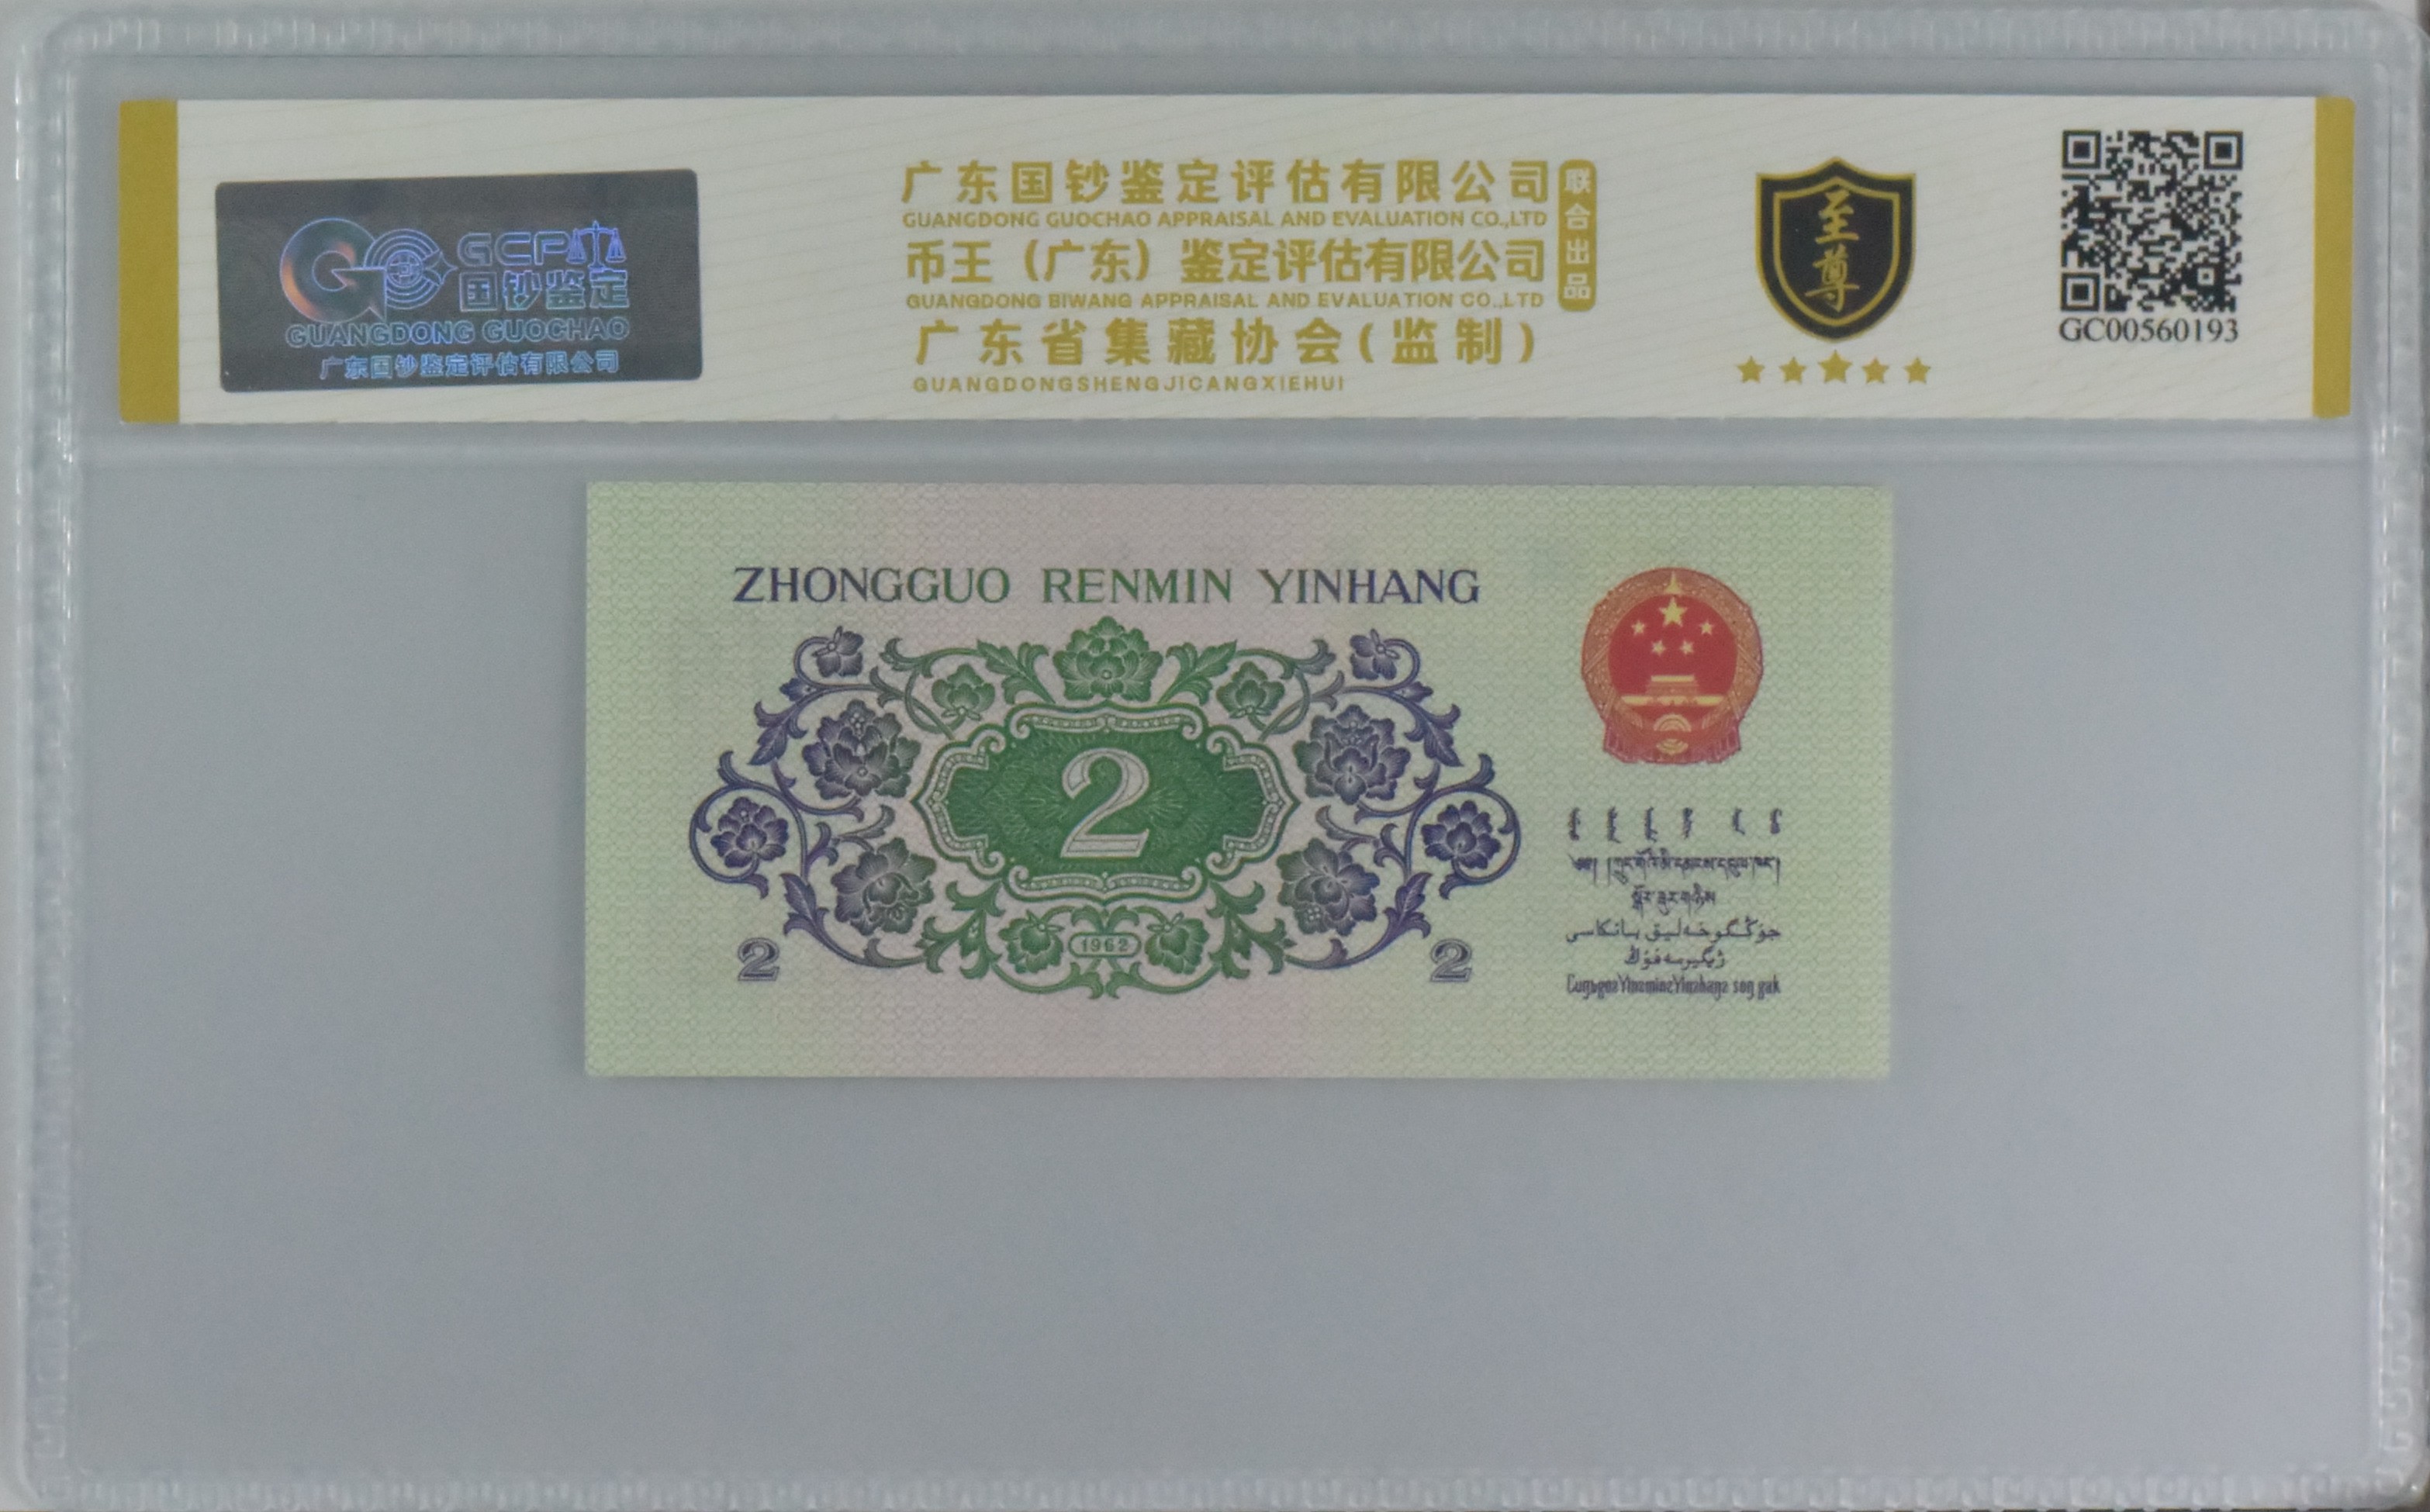 GCP
国钞鉴定
GUANGDONG GUOCHAO
广东国钞鉴定评估有限公司
广东国钞鉴定评估有限公司
GUANGDONG GUOCHAO APPRAISAL AND EVALUATION CO.,LTD
币王（广东）鉴定评估有限公司
GUANGDONG BIWANG APPRAISAL AND EVALUATION CO.,LTD
广东省集藏协会(监制)
GUANGDONGSHENGJICANGXIEHUI
联合出品
至尊
GC00560193
ZHONGGUO RENMIN YINHANG
2
1962
2
2